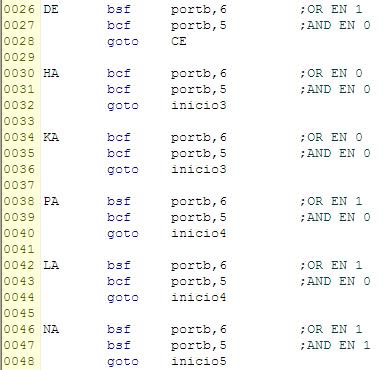 0026 DE bsf portb,6 ;OR EN 1
0027 bcf portb,5 ;AND EN 0
0028 goto CE
0029
0030 HA bcf portb,6 ;OR EN 0
0031 bcf portb,5 ;AND EN 0
0032 goto inicio3
0033
0034 KA bcf portb,6 ;OR EN 0
0035 bcf portb,5 ;AND EN 0
0036 goto inicio3
0037
0038 PA bsf portb,6 ;OR EN 1
0039 bcf portb,5 ;AND EN 0
0040 goto inicio4
0041
0042 LA bsf portb,6 ;OR EN 1
0043 bcf portb,5 ;AND EN 0
0044 goto inicio4
0045
0046 NA bsf portb,6 ;OR EN 1
0047 bsf portb,5 ;AND EN 1
0048 goto inicio5